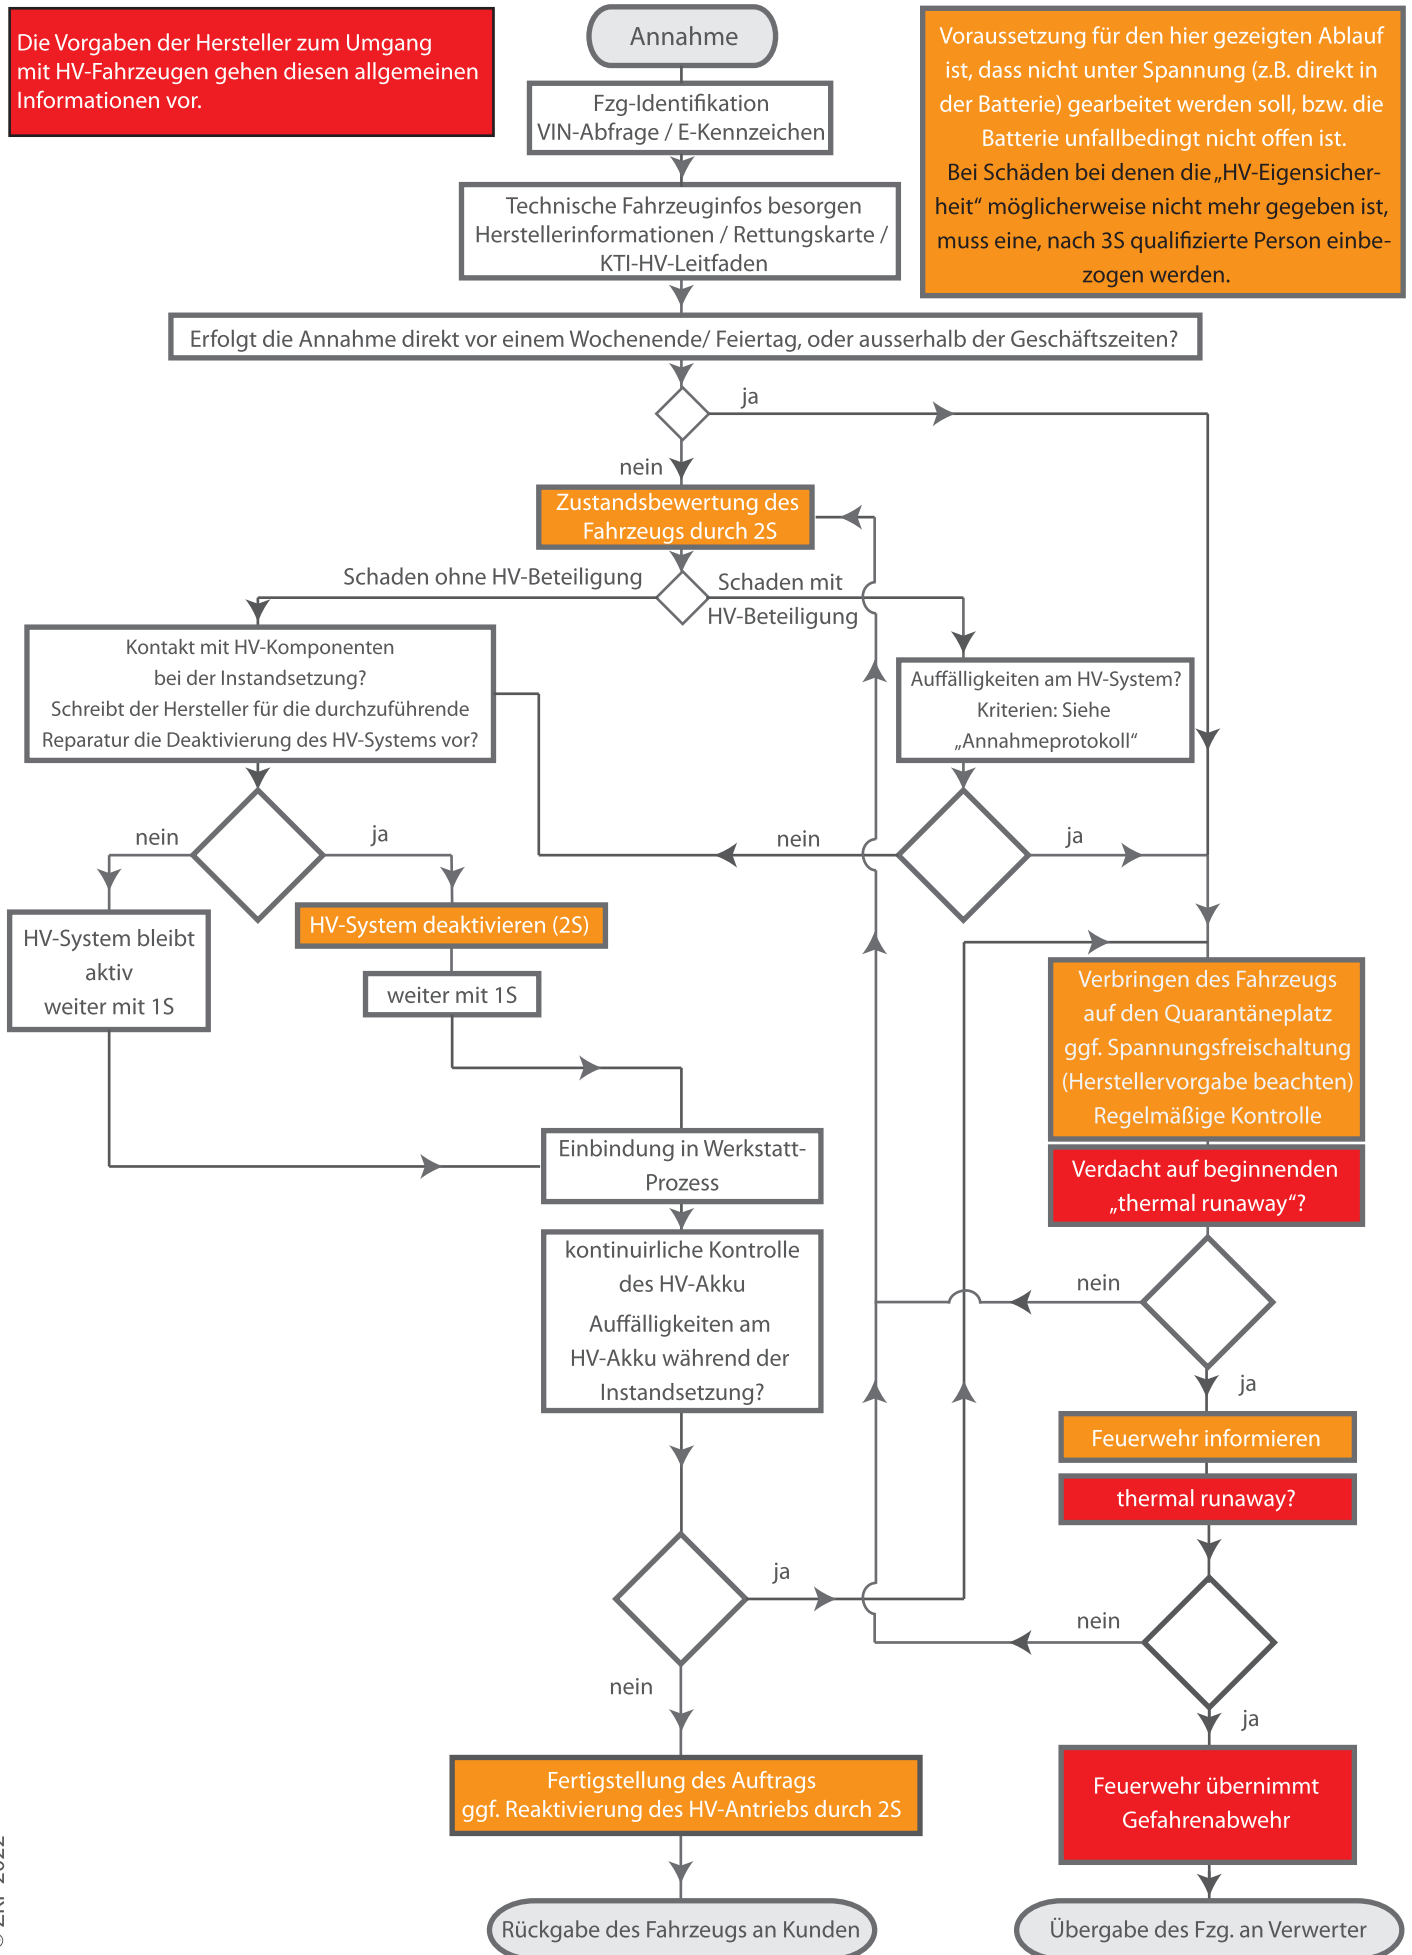 Die Vorgaben der Hersteller zum Umgang
mit HV-Fahrzeugen gehen diesen allgemeinen
Informationen vor.
Annahme
Voraussetzung für den hier gezeigten Ablauf
ist, dass nicht unter Spannung (z.B. direkt in
der Batterie) gearbeitet werden soll, bzw. die
Batterie unfallbedingt nicht offen ist.
Bei Schäden bei denen die „HV-Eigensicher-
heit“ möglicherweise nicht mehr gegeben ist,
muss eine, nach 3S qualifizierte Person einbe-
zogen werden.
Fzg-Identifikation
VIN-Abfrage / E-Kennzeichen
Technische Fahrzeuginfos besorgen
Herstellerinformationen / Rettungskarte /
KTI-HV-Leitfaden
Erfolgt die Annahme direkt vor einem Wochenende/ Feiertag, oder ausserhalb der Geschäftszeiten?
ja
nein
Zustandsbewertung des
Fahrzeugs durch 2S
Schaden ohne HV-Beteiligung
Schaden mit
HV-Beteiligung
Kontakt mit HV-Komponenten
bei der Instandsetzung?
Schreibt der Hersteller für die durchzuführende
Reparatur die Deaktivierung des HV-Systems vor?
Auffälligkeiten am HV-System?
Kriterien: Siehe
„Annahmeprotokoll“
nein
ja
nein
ja
HV-System bleibt
aktiv
weiter mit 1S
HV-System deaktivieren (2S)
weiter mit 1S
Verbringen des Fahrzeugs
auf den Quarantäneplatz
ggf. Spannungsfreischaltung
(Herstellervorgabe beachten)
Regelmäßige Kontrolle
Verdacht auf beginnenden
„thermal runaway“?
Einbindung in Werkstatt-
Prozess
kontinuirliche Kontrolle
des HV-Akku
Auffälligkeiten am
HV-Akku während der
Instandsetzung?
nein
ja
Feuerwehr informieren
thermal runaway?
ja
nein
nein
ja
Fertigstellung des Auftrags
ggf. Reaktivierung des HV-Antriebs durch 2S
Feuerwehr übernimmt
Gefahrenabwehr
Rückgabe des Fahrzeugs an Kunden
Übergabe des Fzg. an Verwerter